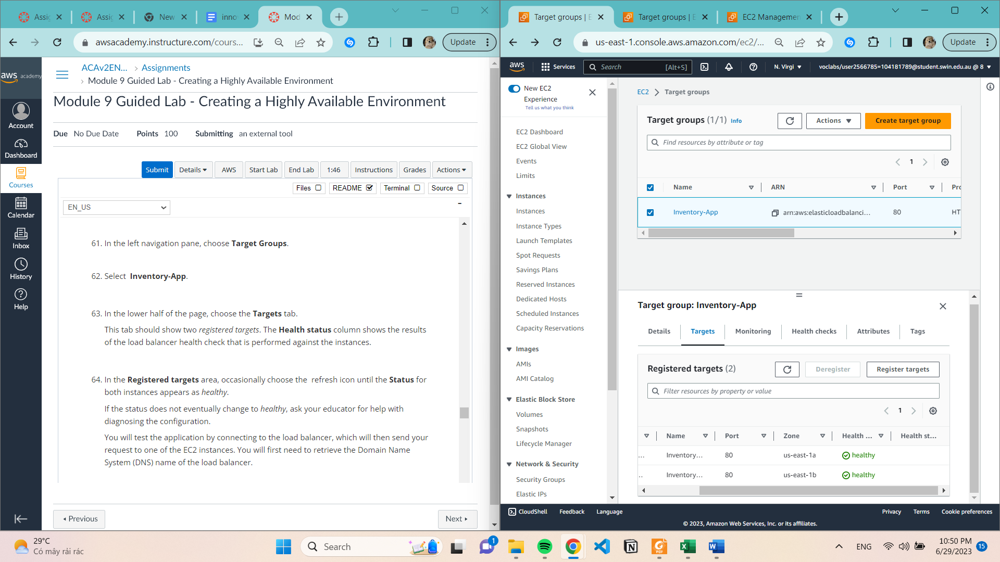 Assig
Assig
New
inno
Mod
awsacademy.instructure.com/cours...
Update
aws academy
Account
Dashboard
Courses
Calendar
Inbox
History
Help
ACAv2EN... > Assignments
> Module 9 Guided Lab - Creating a Highly Available Environment
Module 9 Guided Lab - Creating a Highly Available Environment
Due No Due Date Points 100 Submitting an external tool
Submit Details AWS Start Lab End Lab 1:46 Instructions Grades Actions
Files README Terminal Source
EN_US
-
61. In the left navigation pane, choose Target Groups.
62. Select Inventory-App.
63. In the lower half of the page, choose the Targets tab.
This tab should show two registered targets. The Health status column shows the results
of the load balancer health check that is performed against the instances.
64. In the Registered targets area, occasionally choose the refresh icon until the Status for
both instances appears as healthy.
If the status does not eventually change to healthy, ask your educator for help with
diagnosing the configuration.
You will test the application by connecting to the load balancer, which will then send your
request to one of the EC2 instances. You will first need to retrieve the Domain Name
System (DNS) name of the load balancer.
Previous
Next
Target groups | E
Target groups | E
EC2 Managemen
us-east-1.console.aws.amazon.com/ec2/...
Update
aws Services Search [Alt+S] N. Virgi voclabs/user2566785=104181789@student.swin.edu.au @ 8
New EC2
Experience
Tell us what you think
EC2 Dashboard
EC2 Global View
Events
Limits
Instances
Instances
Instance Types
Launch Templates
Spot Requests
Savings Plans
Reserved Instances
Dedicated Hosts
Scheduled Instances
Capacity Reservations
Images
AMIs
AMI Catalog
Elastic Block Store
Volumes
Snapshots
Lifecycle Manager
Network & Security
Security Groups
Elastic IPs
EC2 > Target groups
Target groups (1/1) Info Actions Create target group
Find resources by attribute or tag
1
Name ARN Port Pro
Inventory-App arn:aws:elasticloadbalanci... 80 HT
Target group: Inventory-App
Details Targets Monitoring Health checks Attributes Tags
Registered targets (2) Deregister Register targets
Filter resources by property or value
1
Name Port Zone Health ... Health st...
... Inventory... 80 us-east-1a healthy
.. Inventory... 80 us-east-1b healthy
CloudShell Feedback Language Privacy Terms Cookie preferences
© 2023, Amazon Web Services, Inc. or its affiliates.
29°C
Có mây rải rác
Search
1
ENG
10:50 PM
6/29/2023
15